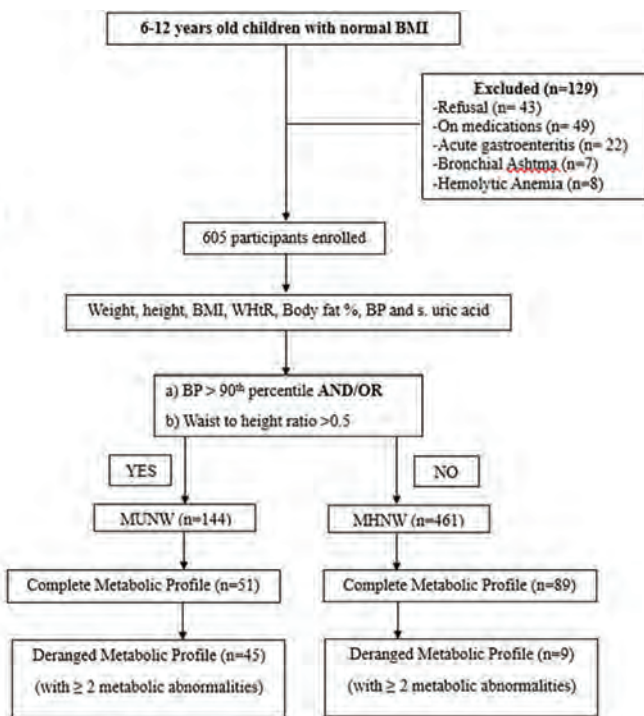 6-12 years old children with normal BMI
Excluded (n=129)
-Refusal (n= 43)
-On medications (n= 49)
-Acute gastroenteritis (n= 22)
-Bronchial Ashtma (n=7)
-Hemolytic Anemia (n=8)
605 participants enrolled
Weight, height, BMI, WHtR, Body fat %, BP and s. uric acid
a) BP > 90th percentile AND/OR
b) Waist to height ratio >0.5
YES
NO
MUNW (n=144)
MHNW (n=461)
Complete Metabolic Profile (n=51)
Complete Metabolic Profile (n=89)
Deranged Metabolic Profile (n=45)
(with ≥ 2 metabolic abnormalities)
Deranged Metabolic Profile (n=9)
(with ≥ 2 metabolic abnormalities)